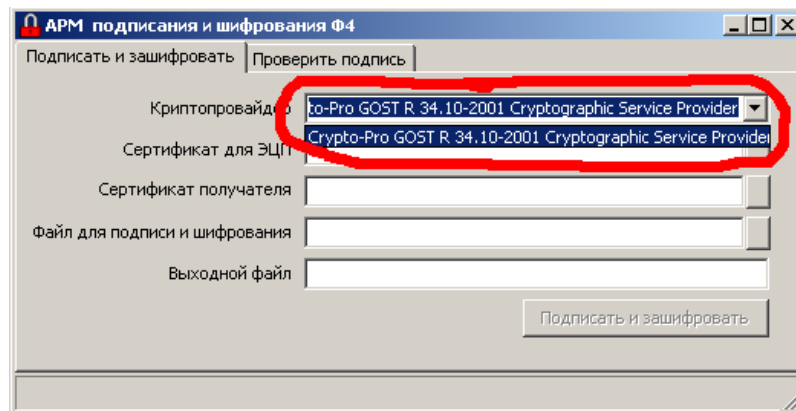 АРМ подписания и шифрования Ф4
Подписать и зашифровать
Проверить подпись
Криптопровайдер
to-Pro GOST R 34.10-2001 Cryptographic Service Provider
Crypto-Pro GOST R 34.10-2001 Cryptographic Service Provider
Сертификат для ЭЦП
Сертификат получателя
Файл для подписи и шифрования
Выходной файл
Подписать и зашифровать